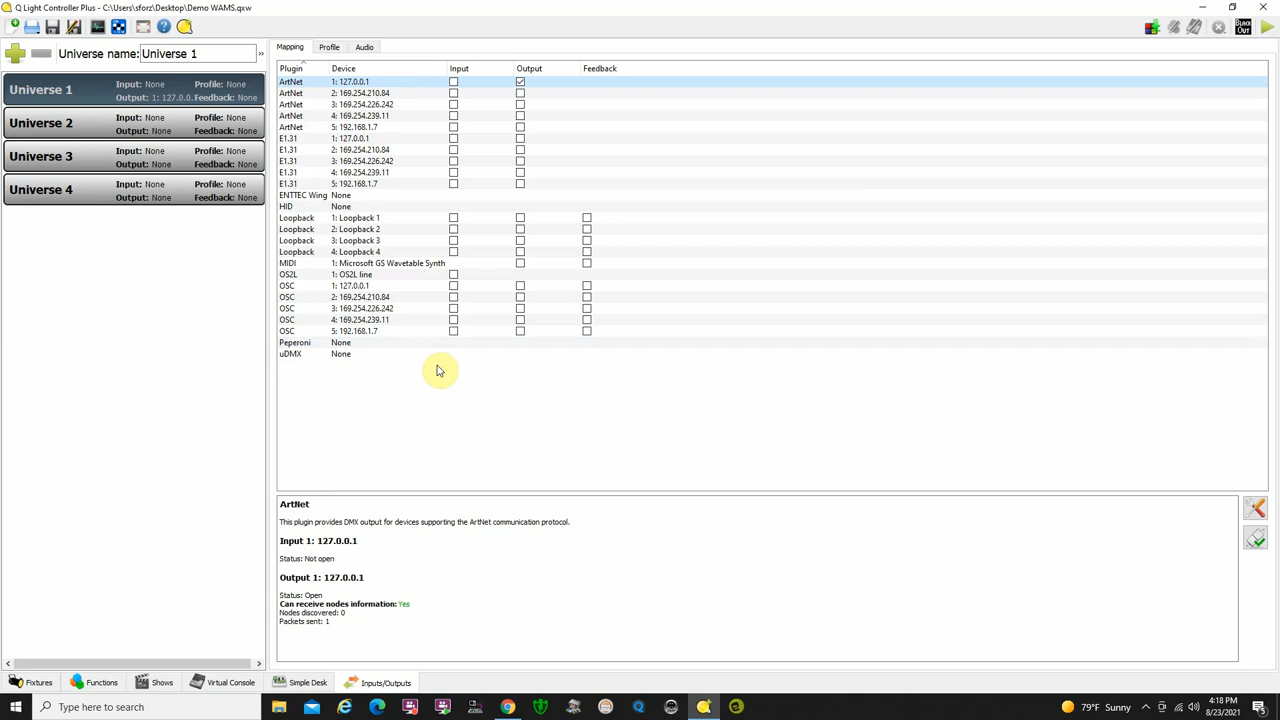 Q Light Controller Plus - C:\Users\sforz\Desktop\Demo WAMS.qxw
BLACK OUT
Universe name: Universe 1 »
Universe 1 Input: None Profile: None
Output: 1: 127.0.0. Feedback: None
Universe 2 Input: None Profile: None
Output: None Feedback: None
Universe 3 Input: None Profile: None
Output: None Feedback: None
Universe 4 Input: None Profile: None
Output: None Feedback: None
Mapping Profile Audio
Plugin Device Input Output Feedback
ArtNet 1: 127.0.0.1
ArtNet 2: 169.254.210.84
ArtNet 3: 169.254.226.242
ArtNet 4: 169.254.239.11
ArtNet 5: 192.168.1.7
E1.31 1: 127.0.0.1
E1.31 2: 169.254.210.84
E1.31 3: 169.254.226.242
E1.31 4: 169.254.239.11
E1.31 5: 192.168.1.7
ENTTEC Wing None
HID None
Loopback 1: Loopback 1
Loopback 2: Loopback 2
Loopback 3: Loopback 3
Loopback 4: Loopback 4
MIDI 1: Microsoft GS Wavetable Synth
OS2L 1: OS2L line
OSC 1: 127.0.0.1
OSC 2: 169.254.210.84
OSC 3: 169.254.226.242
OSC 4: 169.254.239.11
OSC 5: 192.168.1.7
Peperoni None
uDMX None
ArtNet
This plugin provides DMX output for devices supporting the ArtNet communication protocol.
Input 1: 127.0.0.1
Status: Not open
Output 1: 127.0.0.1
Status: Open
Can receive nodes information: Yes
Nodes discovered: 0
Packets sent: 1
Fixtures Functions Shows Virtual Console Simple Desk Inputs/Outputs
Type here to search
79°F Sunny
4:18 PM
8/23/2021